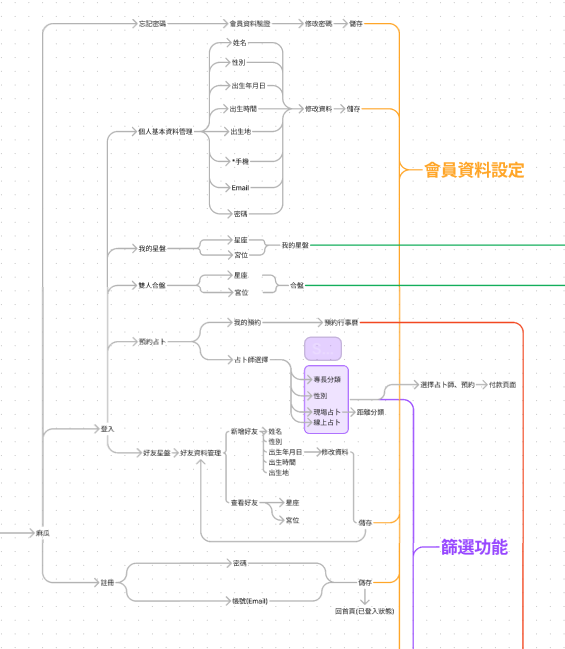 忘記密碼
會員資料驗證
修改密碼
儲存
姓名
性別
出生年月日
出生時間
修改資料
儲存
個人基本資料管理
出生地
*手機
Email
密碼
會員資料設定
我的星盤
星座
宮位
我的星盤
雙人合盤
星座
宮位
合盤
預約占卜
我的預約
預約行事曆
占卜師選擇
專長分類
性別
現場占卜
距離分類
線上占卜
選擇占卜師、預約
付款頁面
登入
好友星盤
好友資料管理
新增好友
姓名
性別
出生年月日
修改資料
出生時間
出生地
查看好友
星座
宮位
儲存
麻瓜
篩選功能
註冊
密碼
帳號(Email)
儲存
回首頁(已登入狀態)